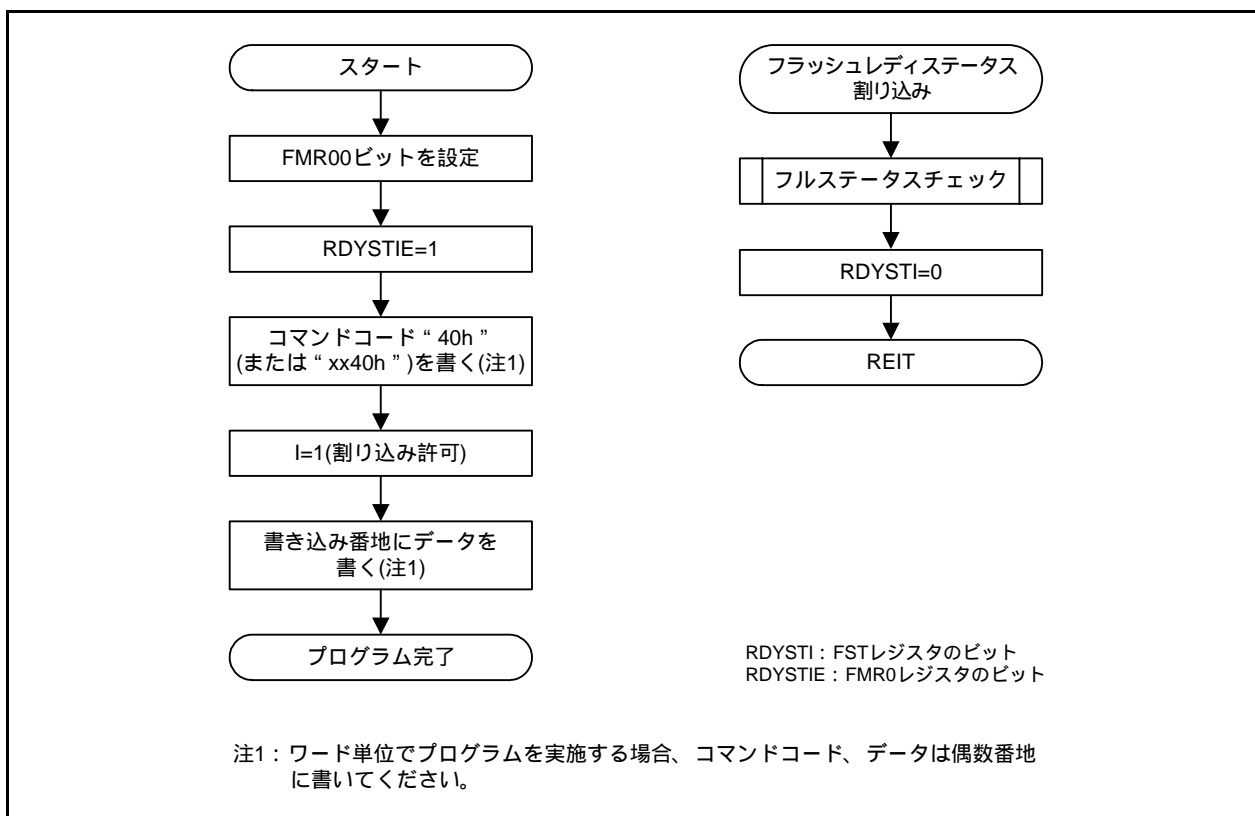 スタート
FMR00ビットを設定
RDYSTIE=1
コマンドコード“40h”
(または“xx40h”)を書く(注1)
I=1(割り込み許可)
書き込み番地にデータを
書く(注1)
プログラム完了
フラッシュレディステータス
割り込み
フルステータスチェック
RDYSTI=0
REIT
RDYSTI：FSTレジスタのビット
RDYSTIE：FMR0レジスタのビット
注1：ワード単位でプログラムを実施する場合、コマンドコード、データは偶数番地
に書いてください。